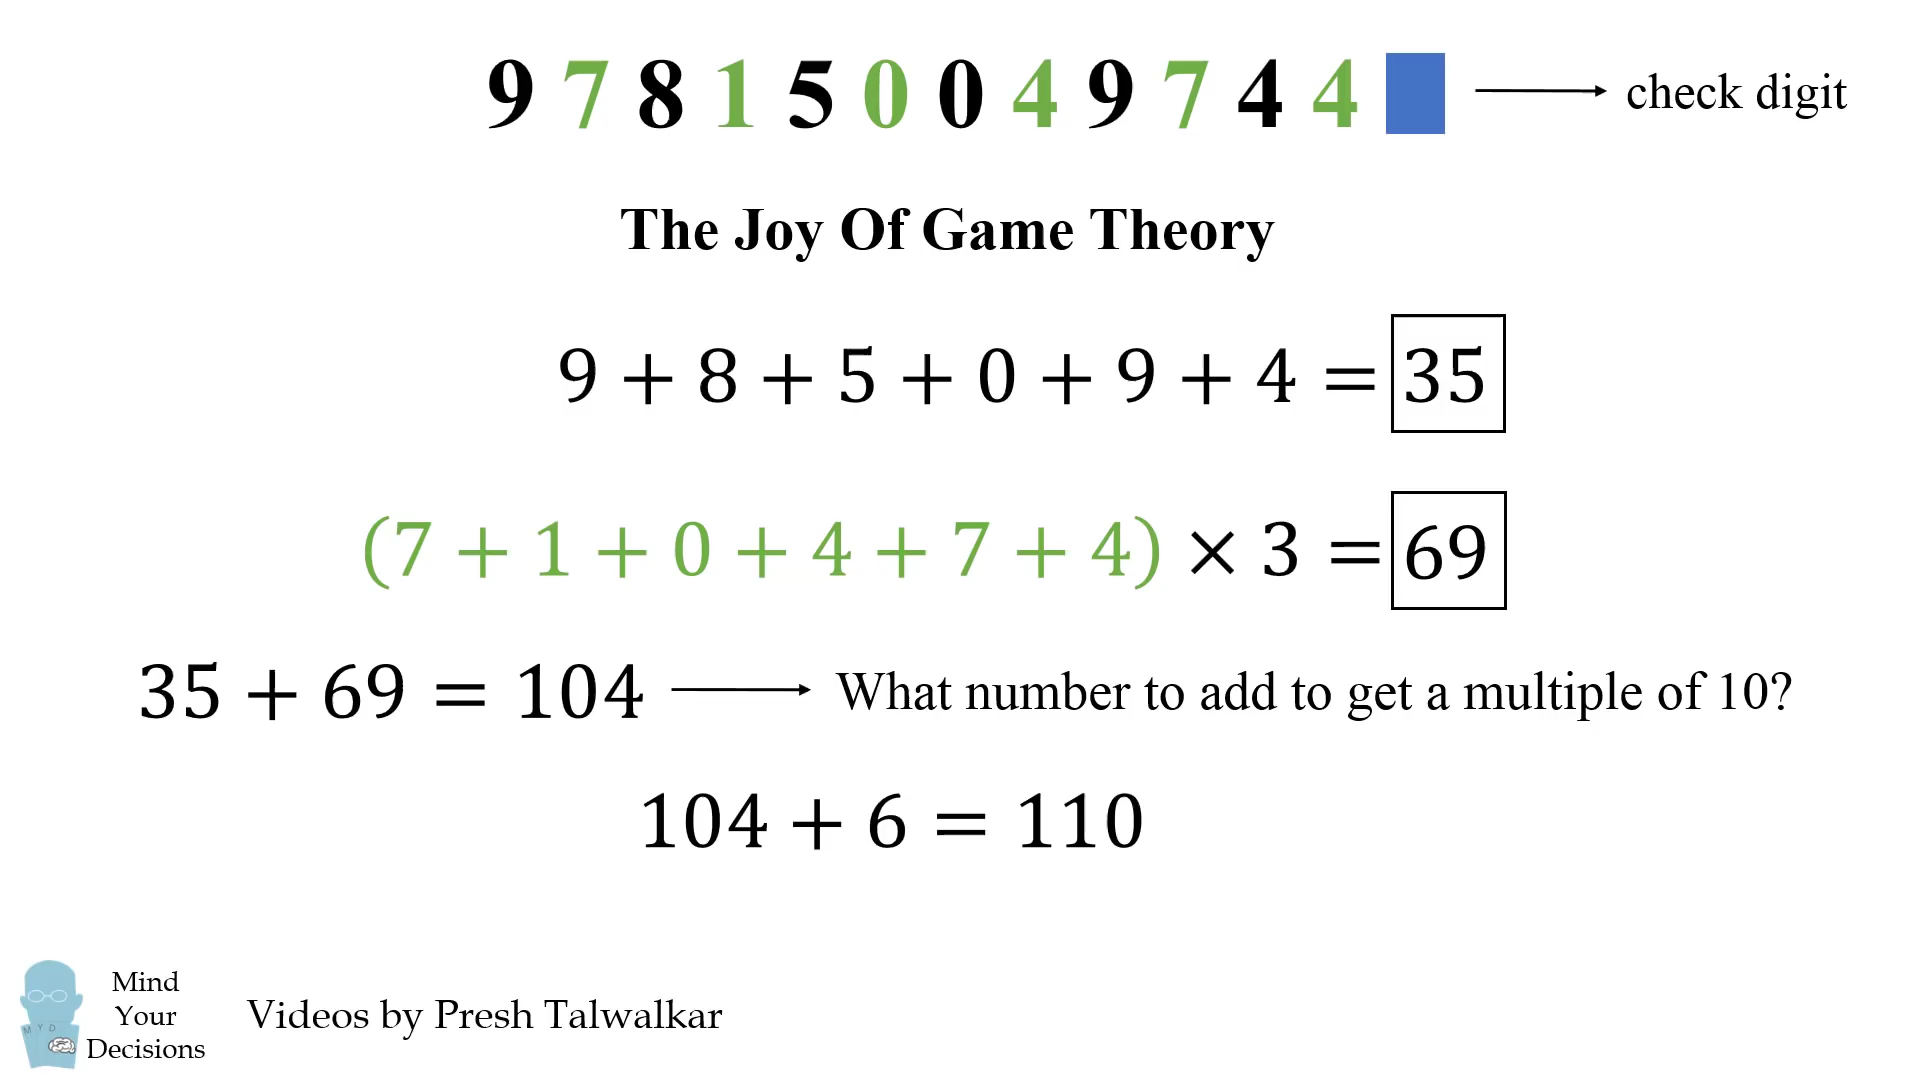 9 7 8 1 5 0 0 4 9 7 4 4 → check digit
The Joy Of Game Theory
9 + 8 + 5 + 0 + 9 + 4 = 35
(7 + 1 + 0 + 4 + 7 + 4) × 3 = 69
35 + 69 = 104 → What number to add to get a multiple of 10?
104 + 6 = 110
M Y D
Mind
Your
Decisions
Videos by Presh Talwalkar